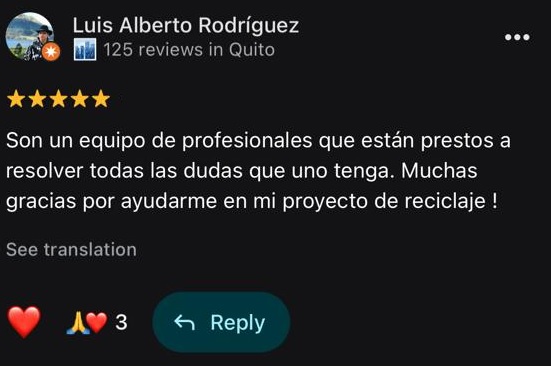 Luis Alberto Rodríguez
125 reviews in Quito
Son un equipo de profesionales que están prestos a
resolver todas las dudas que uno tenga. Muchas
gracias por ayudarme en mi proyecto de reciclaje !
See translation
3
Reply